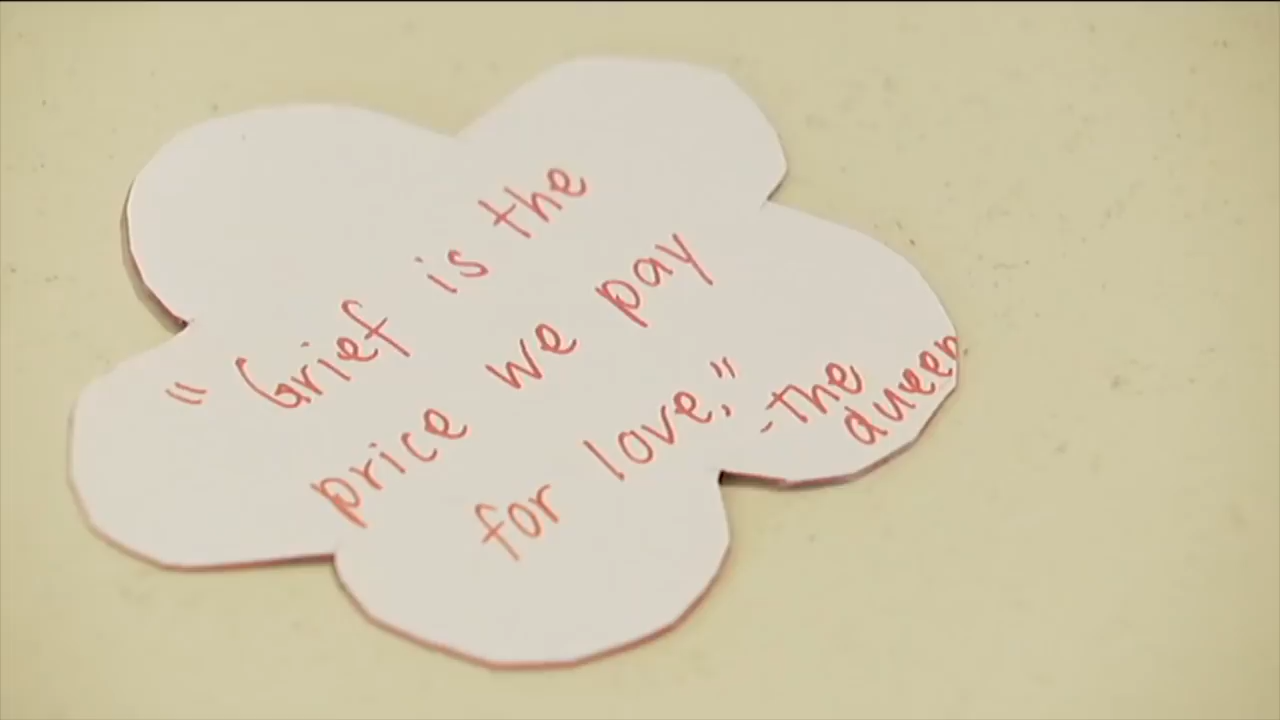 "Grief is the
price we pay
for love."
-the
queen